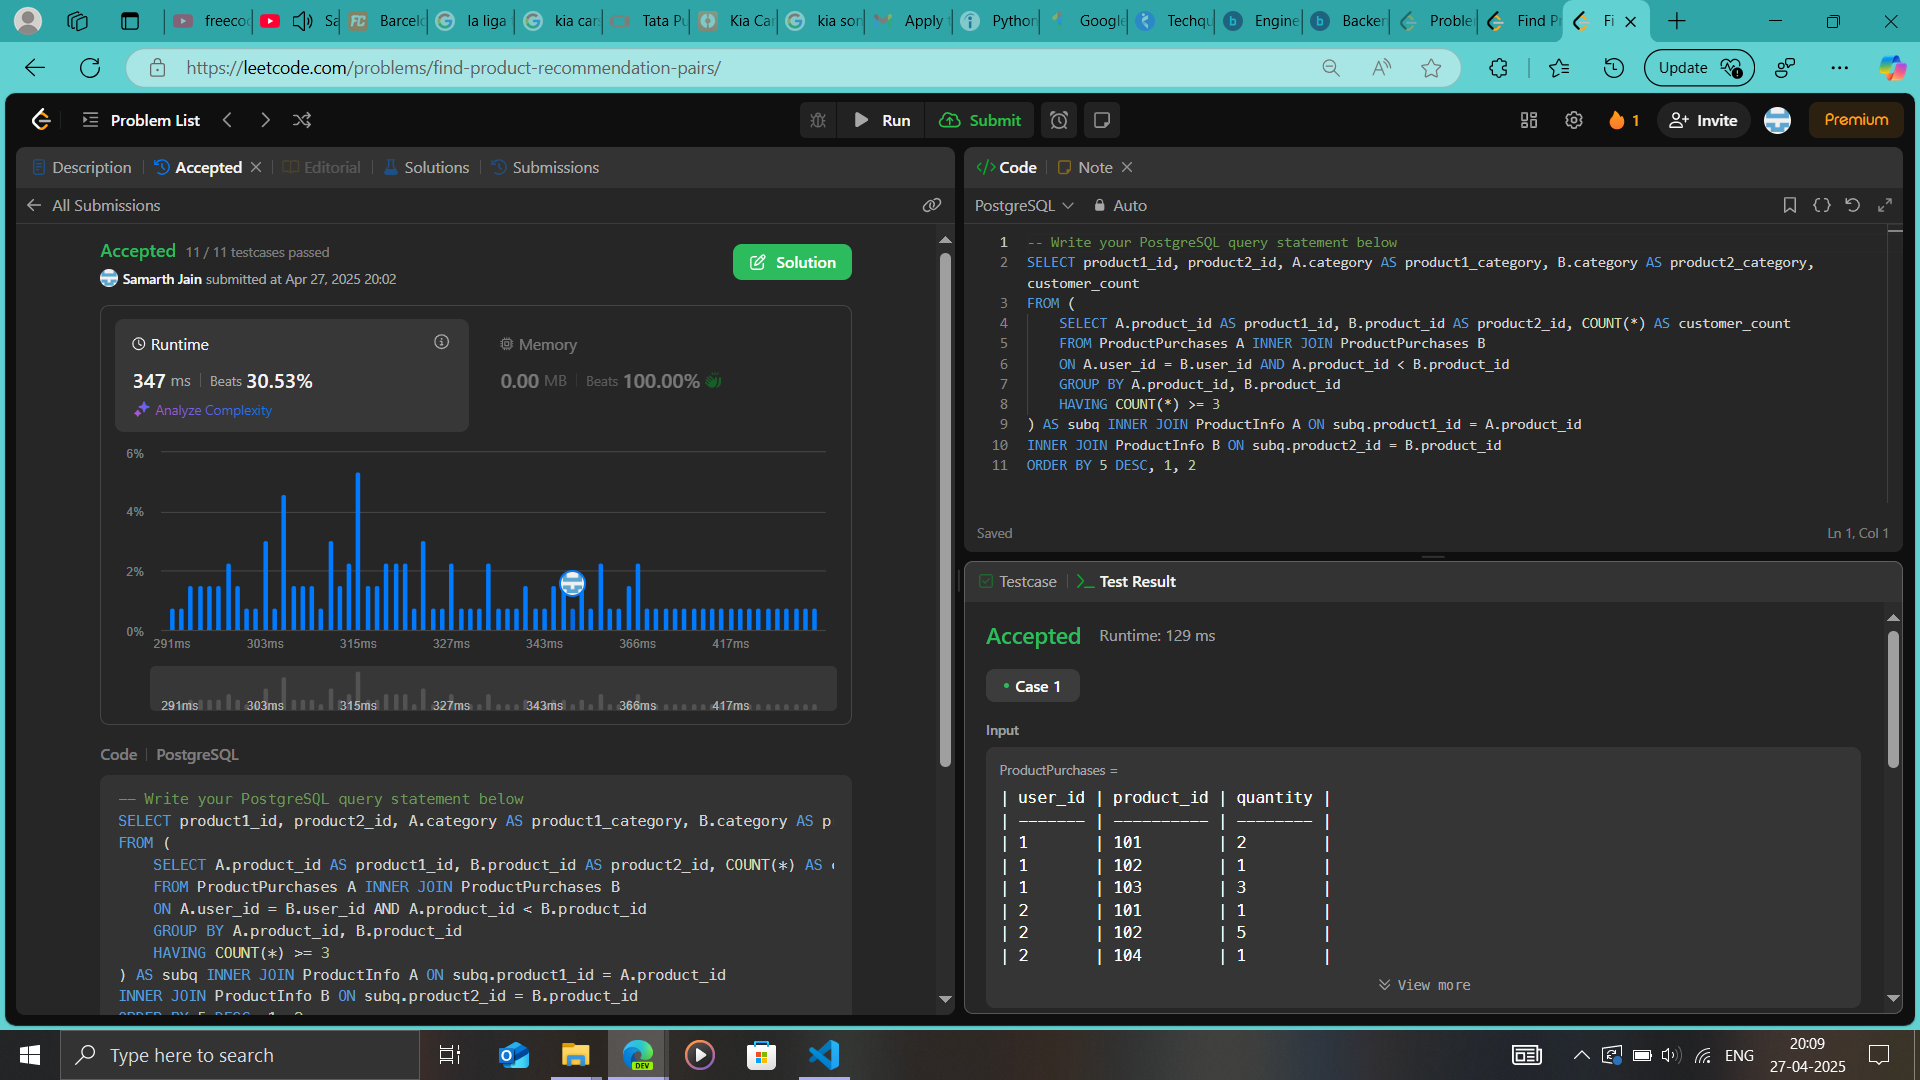 freecoc
Sa
Barcelo
la liga
kia cars
Tata Pu
Kia Car
kia son
Apply f
Python
Google
Techqu
Engine
Backen
Problem
Find Pr
Fi
https://leetcode.com/problems/find-product-recommendation-pairs/
Update
Problem List
Run
Submit
1
Invite
Premium
Description
Accepted
Editorial
Solutions
Submissions
All Submissions
Accepted 11 / 11 testcases passed
Samarth Jain submitted at Apr 27, 2025 20:02
Solution
Runtime
347 ms Beats 30.53%
Analyze Complexity
Memory
0.00 MB Beats 100.00%
6%
4%
2%
0%
291ms 303ms 315ms 327ms 343ms 366ms 417ms
291ms 303ms 315ms 327ms 343ms 366ms 417ms
Code PostgreSQL
-- Write your PostgreSQL query statement below
SELECT product1_id, product2_id, A.category AS product1_category, B.category AS p
FROM (
SELECT A.product_id AS product1_id, B.product_id AS product2_id, COUNT(*) AS c
FROM ProductPurchases A INNER JOIN ProductPurchases B
ON A.user_id = B.user_id AND A.product_id < B.product_id
GROUP BY A.product_id, B.product_id
HAVING COUNT(*) >= 3
) AS subq INNER JOIN ProductInfo A ON subq.product1_id = A.product_id
INNER JOIN ProductInfo B ON subq.product2_id = B.product_id
ORDER BY 5 DESC, 1, 2
Code
Note
PostgreSQL
Auto
1 -- Write your PostgreSQL query statement below
2 SELECT product1_id, product2_id, A.category AS product1_category, B.category AS product2_category,
customer_count
3 FROM (
4 SELECT A.product_id AS product1_id, B.product_id AS product2_id, COUNT(*) AS customer_count
5 FROM ProductPurchases A INNER JOIN ProductPurchases B
6 ON A.user_id = B.user_id AND A.product_id < B.product_id
7 GROUP BY A.product_id, B.product_id
8 HAVING COUNT(*) >= 3
9 ) AS subq INNER JOIN ProductInfo A ON subq.product1_id = A.product_id
10 INNER JOIN ProductInfo B ON subq.product2_id = B.product_id
11 ORDER BY 5 DESC, 1, 2
Saved
Ln 1, Col 1
Testcase
Test Result
Accepted Runtime: 129 ms
Case 1
Input
ProductPurchases =
| user_id | product_id | quantity |
| ------- | ---------- | -------- |
| 1 | 101 | 2 |
| 1 | 102 | 1 |
| 1 | 103 | 3 |
| 2 | 101 | 1 |
| 2 | 102 | 5 |
| 2 | 104 | 1 |
View more
Type here to search
DEV
ENG
20:09
27-04-2025